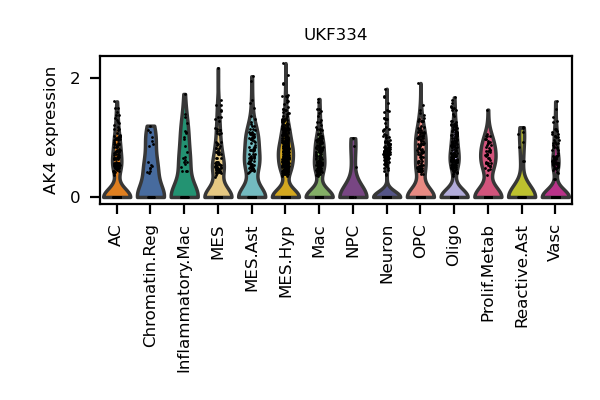 UKF334
AK4 expression
2
0
AC
Chromatin.Reg
Inflammatory.Mac
MES
MES.Ast
MES.Hyp
Mac
NPC
Neuron
OPC
Oligo
Prolif.Metab
Reactive.Ast
Vasc